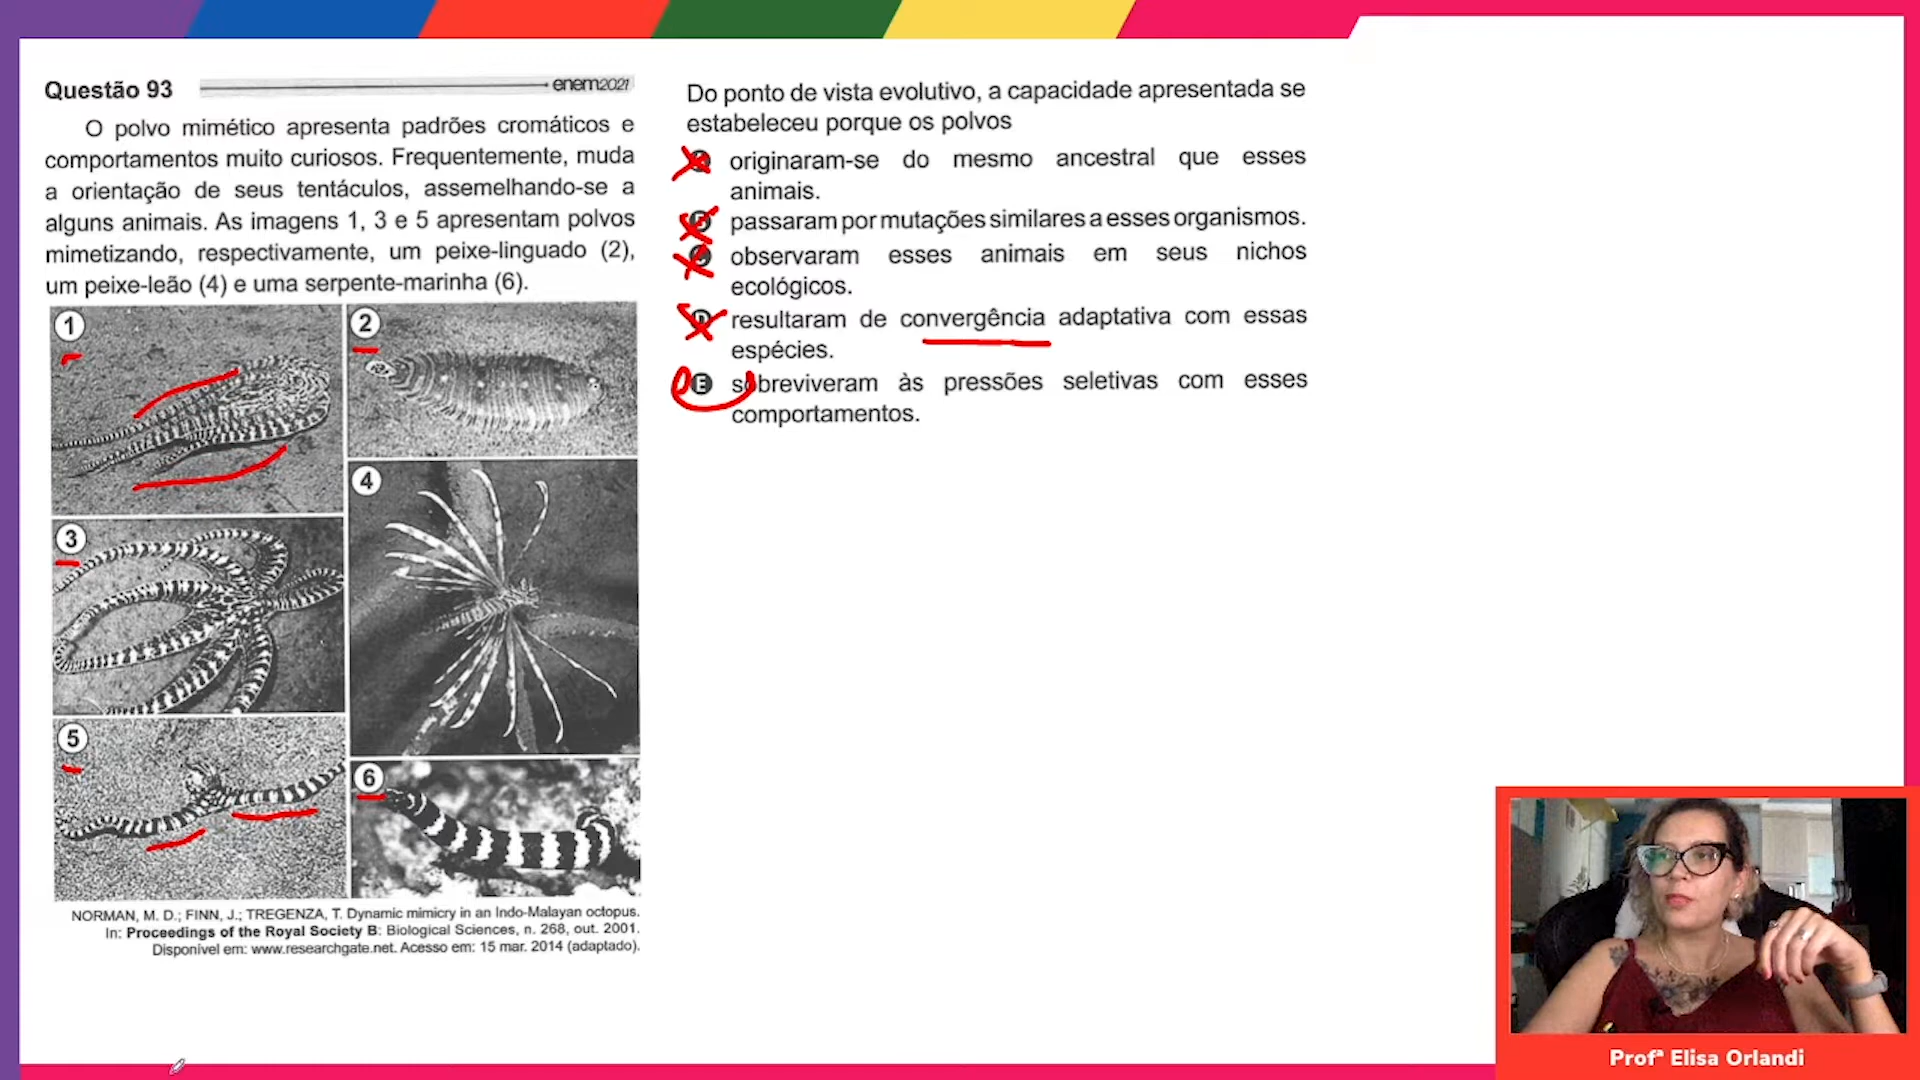 Questão 93
enem2021
O polvo mimético apresenta padrões cromáticos e
comportamentos muito curiosos. Frequentemente, muda
a orientação de seus tentáculos, assemelhando-se a
alguns animais. As imagens 1, 3 e 5 apresentam polvos
mimetizando, respectivamente, um peixe-linguado (2),
um peixe-leão (4) e uma serpente-marinha (6).
1
2
3
4
5
6
NORMAN, M. D.; FINN, J.; TREGENZA, T. Dynamic mimicry in an Indo-Malayan octopus.
In: Proceedings of the Royal Society B: Biological Sciences, n. 268, out. 2001.
Disponível em: www.researchgate.net. Acesso em: 15 mar. 2014 (adaptado).
Do ponto de vista evolutivo, a capacidade apresentada se
estabeleceu porque os polvos
originaram-se do mesmo ancestral que esses
animais.
passaram por mutações similares a esses organismos.
observaram esses animais em seus nichos
ecológicos.
D resultaram de convergência adaptativa com essas
espécies.
E sobreviveram às pressões seletivas com esses
comportamentos.
Profª Elisa Orlandi